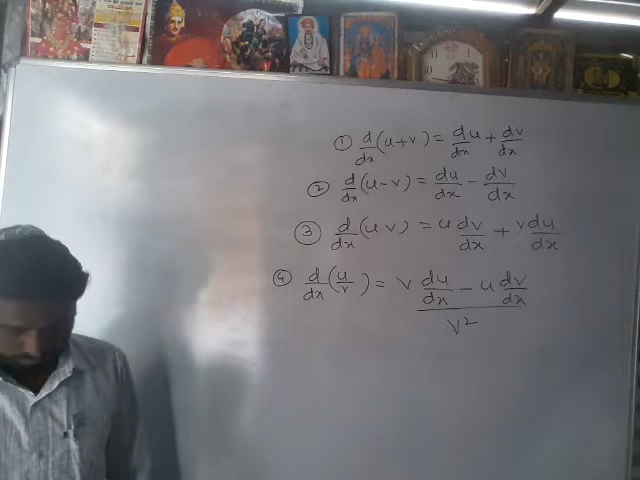 ① d/dx (u+v) = du/dx + dv/dx
② d/dx (u-v) = du/dx - dv/dx
③ d/dx (u v) = u dv/dx + v du/dx
④ d/dx (u/v) = v du/dx - u dv/dx / v²